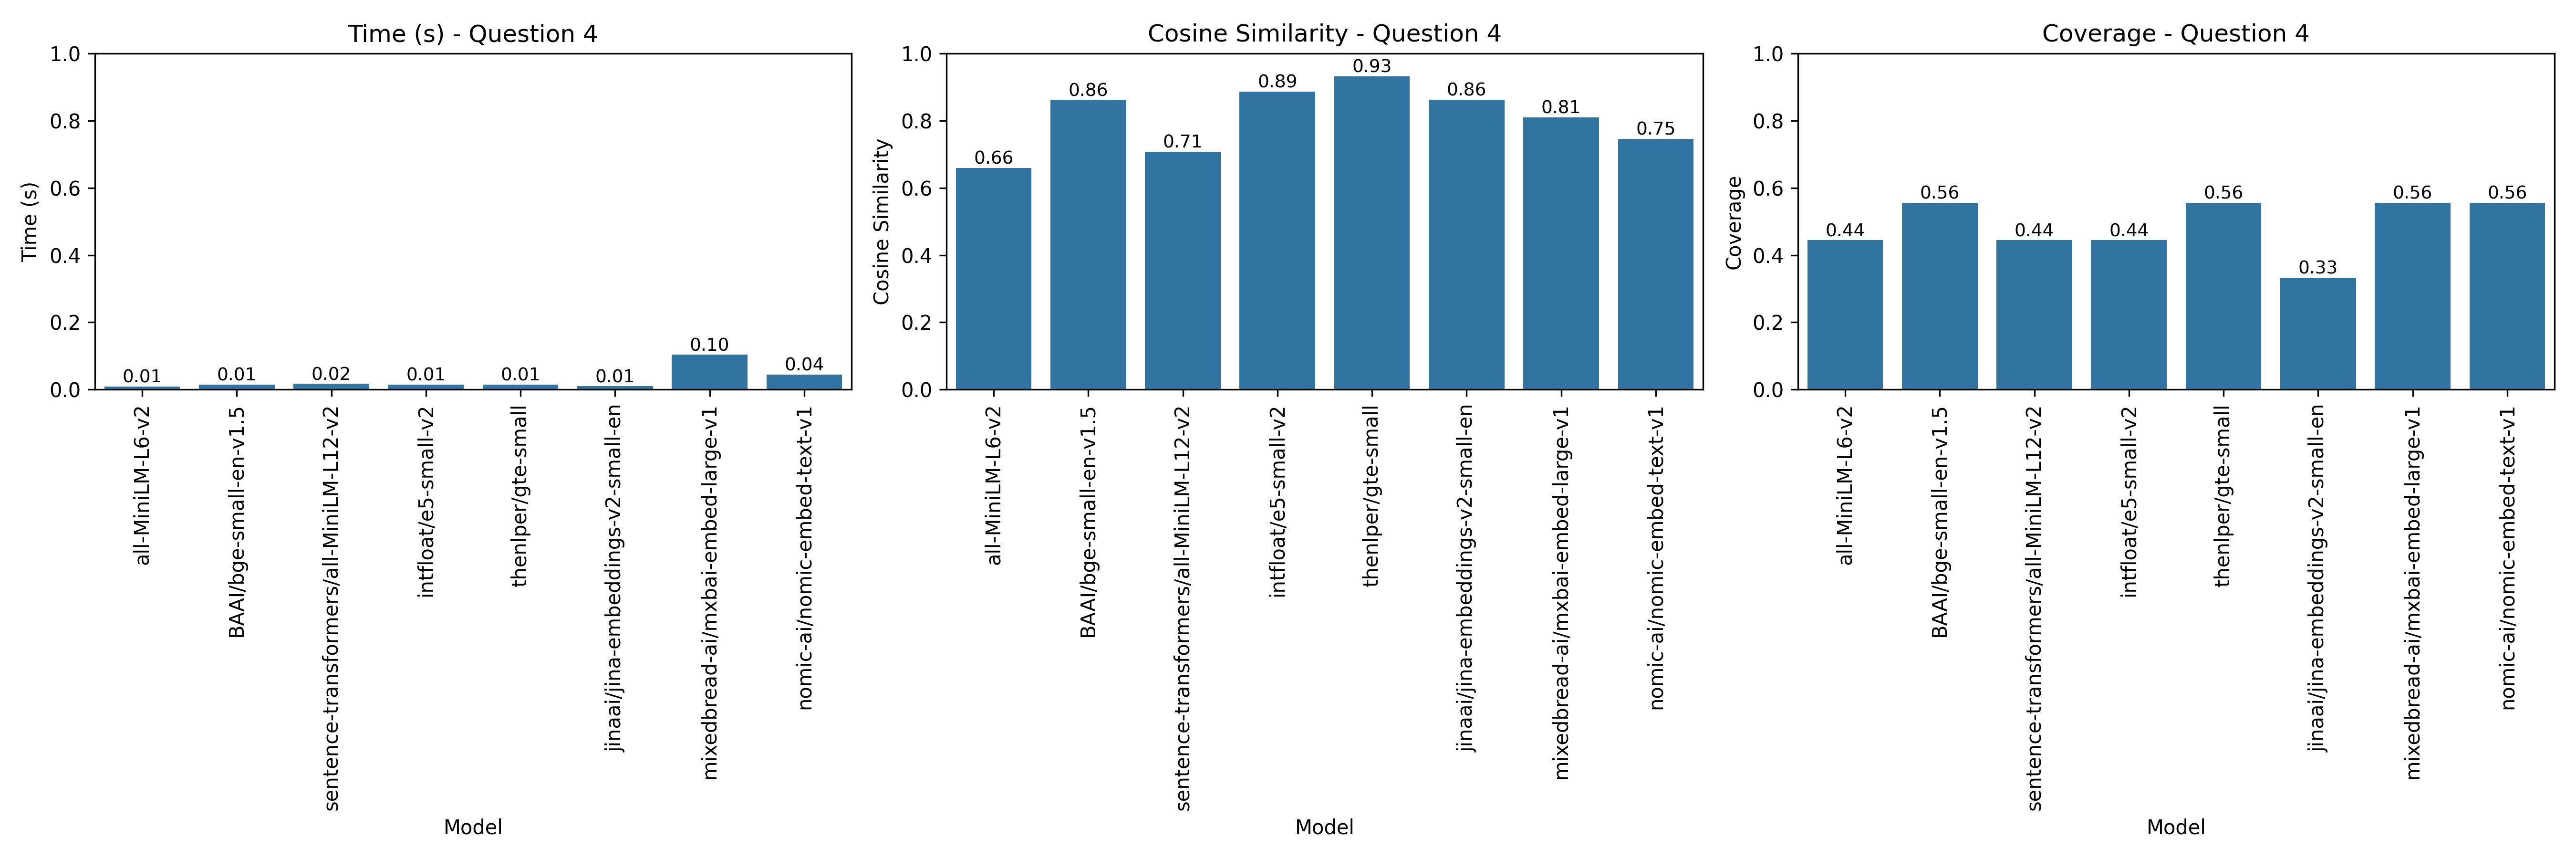 Time (s) - Question 4
Time (s)
1.0
0.8
0.6
0.4
0.2
0.0
0.01
0.01
0.02
0.01
0.01
0.01
0.10
0.04
all-MiniLM-L6-v2
BAAI/bge-small-en-v1.5
sentence-transformers/all-MiniLM-L12-v2
intfloat/e5-small-v2
thenlper/gte-small
jinaai/jina-embeddings-v2-small-en
mixedbread-ai/mxbai-embed-large-v1
nomic-ai/nomic-embed-text-v1
Model
Cosine Similarity - Question 4
Cosine Similarity
1.0
0.8
0.6
0.4
0.2
0.0
0.66
0.86
0.71
0.89
0.93
0.86
0.81
0.75
all-MiniLM-L6-v2
BAAI/bge-small-en-v1.5
sentence-transformers/all-MiniLM-L12-v2
intfloat/e5-small-v2
thenlper/gte-small
jinaai/jina-embeddings-v2-small-en
mixedbread-ai/mxbai-embed-large-v1
nomic-ai/nomic-embed-text-v1
Model
Coverage - Question 4
Coverage
1.0
0.8
0.6
0.4
0.2
0.0
0.44
0.56
0.44
0.44
0.56
0.33
0.56
0.56
all-MiniLM-L6-v2
BAAI/bge-small-en-v1.5
sentence-transformers/all-MiniLM-L12-v2
intfloat/e5-small-v2
thenlper/gte-small
jinaai/jina-embeddings-v2-small-en
mixedbread-ai/mxbai-embed-large-v1
nomic-ai/nomic-embed-text-v1
Model